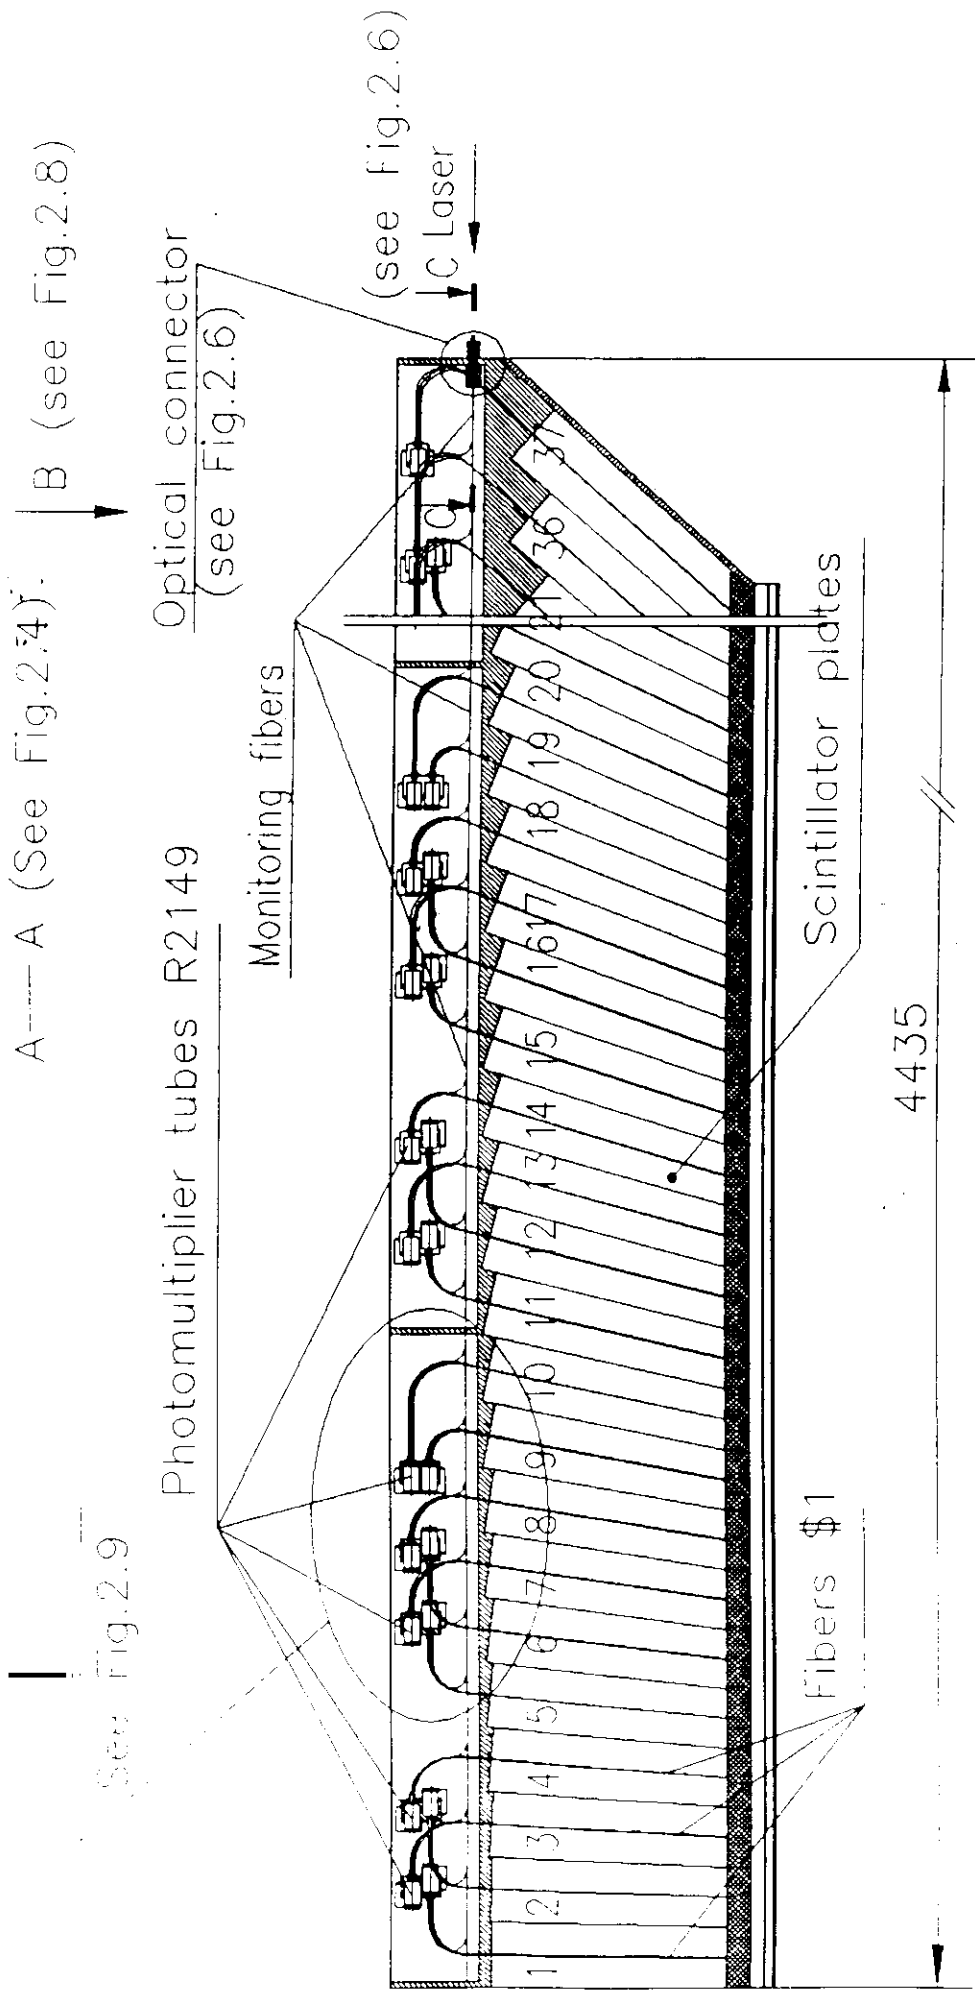 A----A (See Fig.2.34).
B (see Fig.2.8)
See Fig.2.9
Photomultiplier tubes R2149
Monitoring fibers
Optical connector
(see Fig.2.6)
(see Fig.2.6)
C Laser
C
1
2
3
4
5
6
7
8
9
10
11
12
13
14
15
16
17
18
19
20
21
36
37
Fibers $1
Scintillator plates
4435